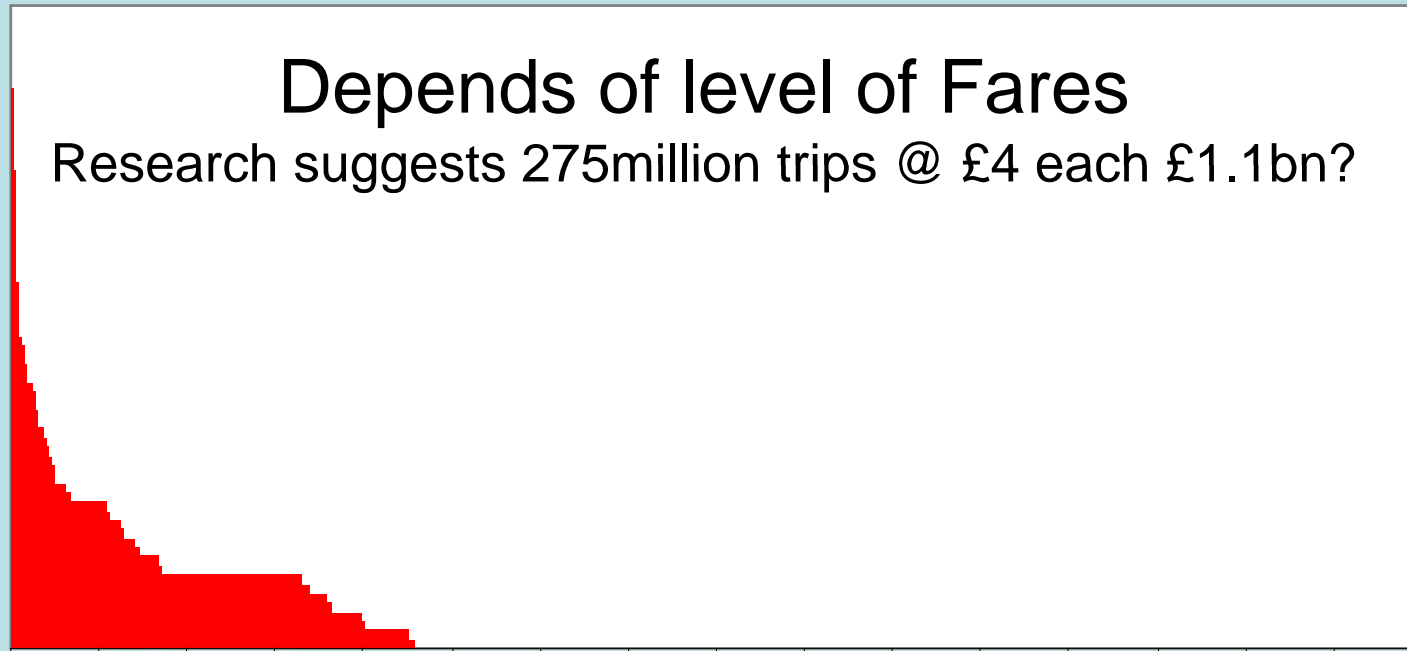 Depends of level of Fares
Research suggests 275million trips @ £4 each £1.1bn?